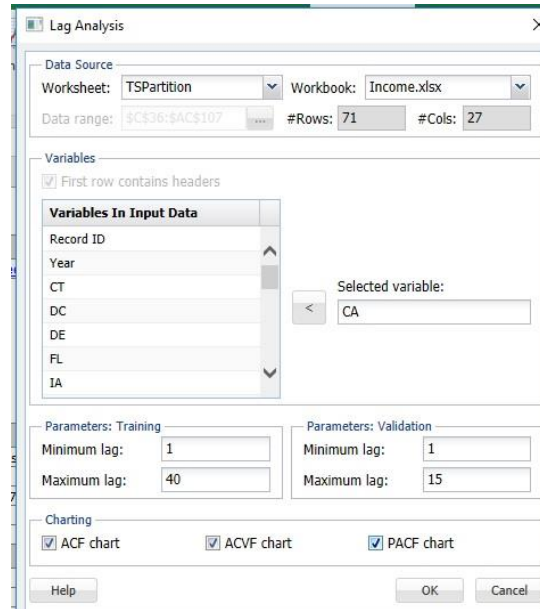 Lag Analysis
Data Source
Worksheet: TSPartition Workbook: Income.xlsx
Data range: $C$36:$AC$107 ... #Rows: 71 #Cols: 27
Variables
First row contains headers
Variables In Input Data
Record ID
Year
CT
DC
DE
FL
IA
Selected variable:
< CA
Parameters: Training
Minimum lag: 1
Maximum lag: 40
Parameters: Validation
Minimum lag: 1
Maximum lag: 15
Charting
ACF chart ACVF chart PACF chart
Help OK Cancel